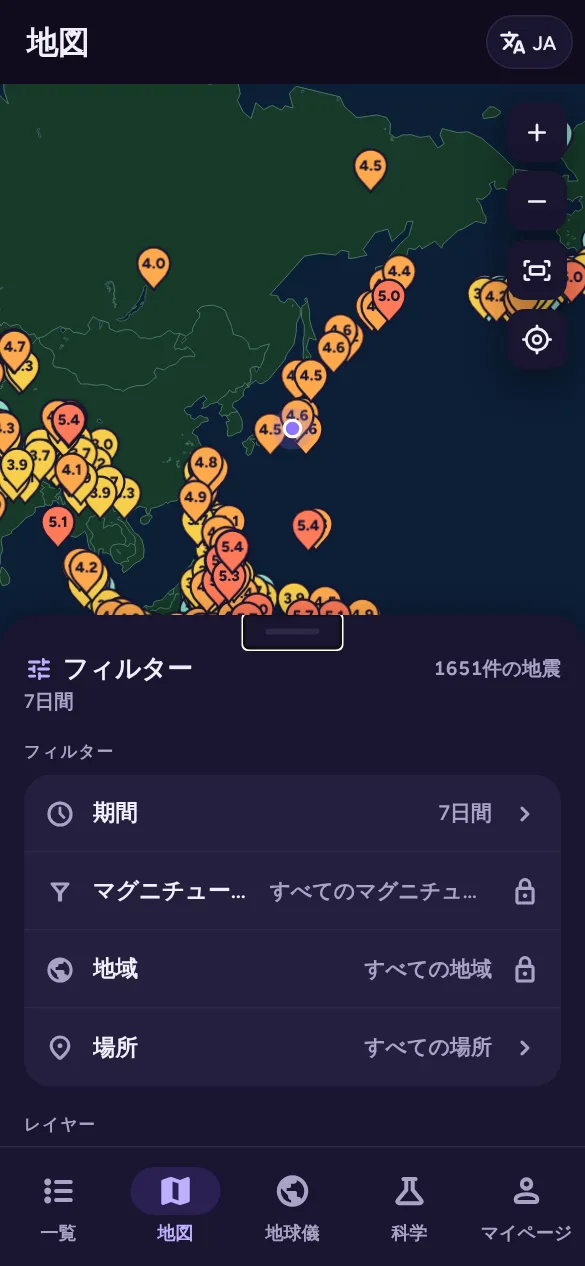 地図
JA
4.5
4.0
4.4
5.0
4.6
4.6
4.7
4.5
4.2
4.6
4.5
5.4
3.7
3.9
4.1
4.8
4.9
5.1
5.4
5.4
4.2
5.3
3.9
フィルター
1651件の地震
7日間
フィルター
期間
7日間
マグニチュー...
すべてのマグニチュ...
地域
すべての地域
場所
すべての場所
レイヤー
一覧
地図
地球儀
科学
マイページ